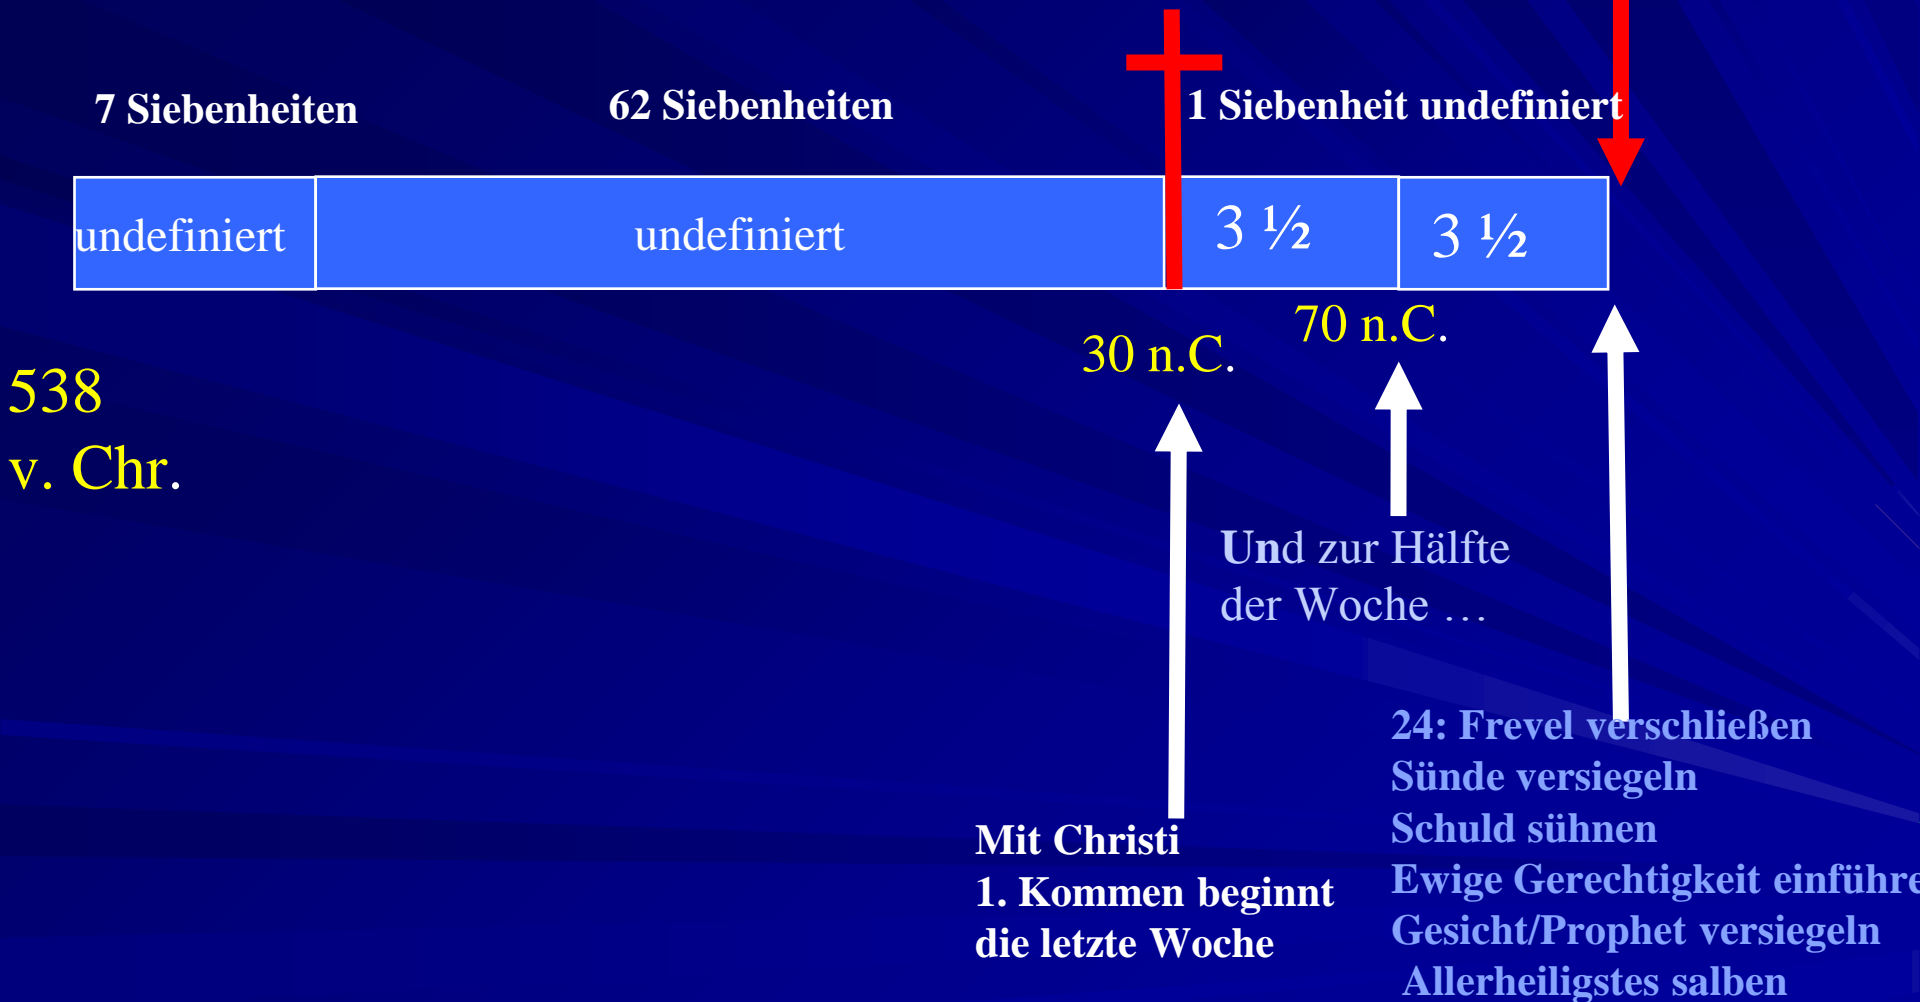 7 Siebenheiten
62 Siebenheiten
1 Siebenheit undefiniert
undefiniert
undefiniert
3 ½
3 ½
538
v. Chr.
30 n.C.
70 n.C.
Und zur Hälfte
der Woche …
Mit Christi
1. Kommen beginnt
die letzte Woche
24: Frevel verschließen
Sünde versiegeln
Schuld sühnen
Ewige Gerechtigkeit einführe
Gesicht/Prophet versiegeln
Allerheiligstes salben